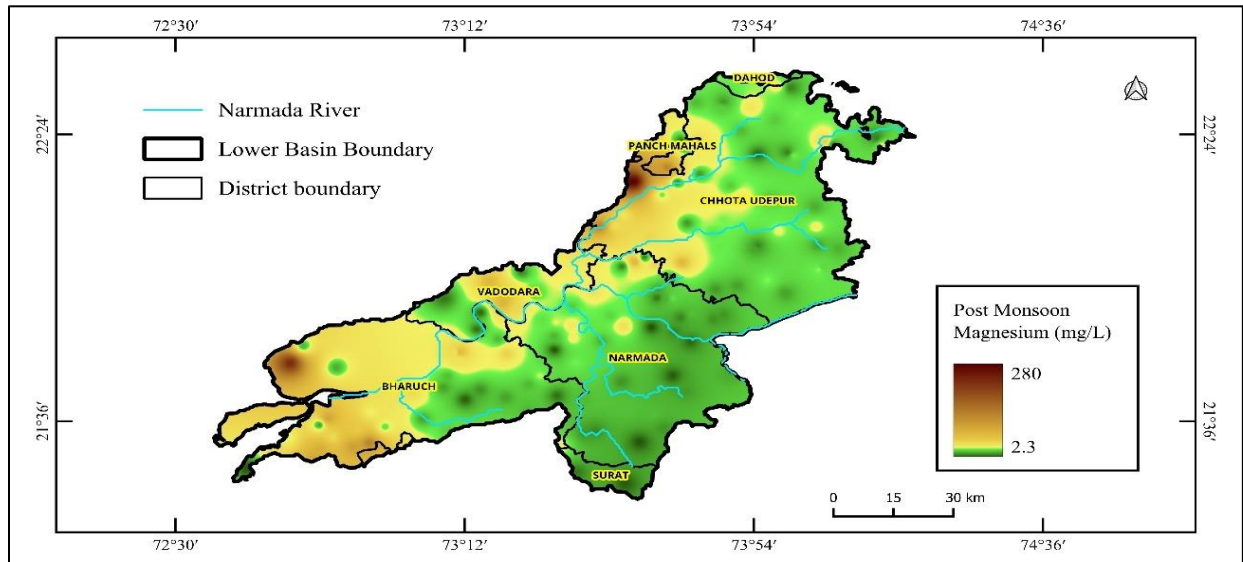 72°30′ 73°12′ 73°54′ 74°36′
Narmada River
Lower Basin Boundary
District boundary
22°24′
22°24′
DAHOD
PANCH MAHALS
CHHOTA UDEPUR
VADODARA
NARMADA
BHARUCH
SURAT
21°36′
21°36′
Post Monsoon
Magnesium (mg/L)
280
2.3
0 15 30 km
72°30′ 73°12′ 73°54′ 74°36′